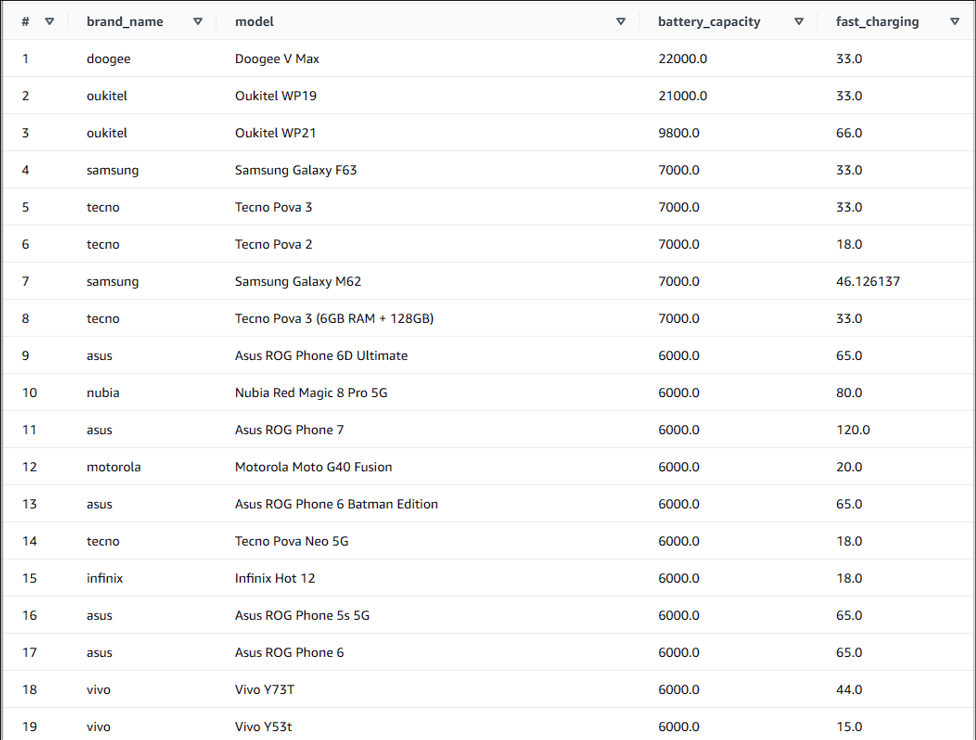 # brand_name model battery_capacity fast_charging
1 doogee Doogee V Max 22000.0 33.0
2 oukitel Oukitel WP19 21000.0 33.0
3 oukitel Oukitel WP21 9800.0 66.0
4 samsung Samsung Galaxy F63 7000.0 33.0
5 tecno Tecno Pova 3 7000.0 33.0
6 tecno Tecno Pova 2 7000.0 18.0
7 samsung Samsung Galaxy M62 7000.0 46.126137
8 tecno Tecno Pova 3 (6GB RAM + 128GB) 7000.0 33.0
9 asus Asus ROG Phone 6D Ultimate 6000.0 65.0
10 nubia Nubia Red Magic 8 Pro 5G 6000.0 80.0
11 asus Asus ROG Phone 7 6000.0 120.0
12 motorola Motorola Moto G40 Fusion 6000.0 20.0
13 asus Asus ROG Phone 6 Batman Edition 6000.0 65.0
14 tecno Tecno Pova Neo 5G 6000.0 18.0
15 infinix Infinix Hot 12 6000.0 18.0
16 asus Asus ROG Phone 5s 5G 6000.0 65.0
17 asus Asus ROG Phone 6 6000.0 65.0
18 vivo Vivo Y73T 6000.0 44.0
19 vivo Vivo Y53t 6000.0 15.0